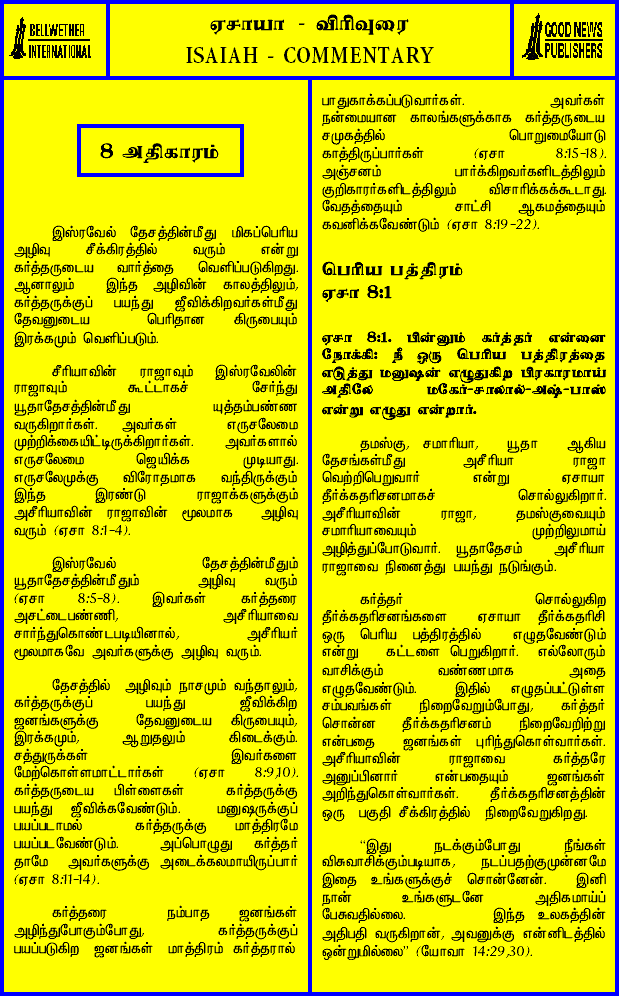 BELLWETHER
INTERNATIONAL
ஏசாயா - விரிவுரை
ISAIAH - COMMENTARY
GOOD NEWS
PUBLISHERS
8 அதிகாரம்
இஸ்ரவேல் தேசத்தின்மீது மிகப்பெரிய
அழிவு சீக்கிரத்தில் வரும் என்று
கர்த்தருடைய வார்த்தை வெளிப்படுகிறது.
ஆனாலும் இந்த அழிவின் காலத்திலும்,
கர்த்தருக்குப் பயந்து ஜீவிக்கிறவர்கள்மீது
தேவனுடைய பெரிதான கிருபையும்
இரக்கமும் வெளிப்படும்.
சீரியாவின் ராஜாவும் இஸ்ரவேலின்
ராஜாவும் கூட்டாகச் சேர்ந்து
யூதாதேசத்தின்மீது யுத்தம்பண்ண
வருகிறார்கள். அவர்கள் எருசலேமை
முற்றிக்கையிட்டிருக்கிறார்கள். அவர்களால்
எருசலேமை ஜெயிக்க முடியாது.
எருசலேமுக்கு விரோதமாக வந்திருக்கும்
இந்த இரண்டு ராஜாக்களுக்கும்
அசீரியாவின் ராஜாவின் மூலமாக அழிவு
வரும் (ஏசா 8:1-4).
இஸ்ரவேல் தேசத்தின்மீதும்
யூதாதேசத்தின்மீதும் அழிவு வரும்
(ஏசா 8:5-8). இவர்கள் கர்த்தரை
அசட்டைபண்ணி, அசீரியாவை
சார்ந்துகொண்டபடியினால், அசீரியர்
மூலமாகவே அவர்களுக்கு அழிவு வரும்.
தேசத்தில் அழிவும் நாசமும் வந்தாலும்,
கர்த்தருக்குப் பயந்து ஜீவிக்கிற
ஜனங்களுக்கு தேவனுடைய கிருபையும்,
இரக்கமும், ஆறுதலும் கிடைக்கும்.
சத்துருக்கள் இவர்களை
மேற்கொள்ளமாட்டார்கள் (ஏசா 8:9,10).
கர்த்தருடைய பிள்ளைகள் கர்த்தருக்கு
பயந்து ஜீவிக்கவேண்டும். மனுஷருக்குப்
பயப்படாமல் கர்த்தருக்கு மாத்திரமே
பயப்படவேண்டும். அப்பொழுது கர்த்தர்
தாமே அவர்களுக்கு அடைக்கலமாயிருப்பார்
(ஏசா 8:11-14).
கர்த்தரை நம்பாத ஜனங்கள்
அழிந்துபோகும்போது, கர்த்தருக்குப்
பயப்படுகிற ஜனங்கள் மாத்திரம் கர்த்தரால்
பாதுகாக்கப்படுவார்கள். அவர்கள்
நன்மையான காலங்களுக்காக கர்த்தருடைய
சமுகத்தில் பொறுமையோடு
காத்திருப்பார்கள் (ஏசா 8:15-18).
அஞ்சனம் பார்க்கிறவர்களிடத்திலும்
குறிகாரர்களிடத்திலும் விசாரிக்கக்கூடாது.
வேதத்தையும் சாட்சி ஆகமத்தையும்
கவனிக்கவேண்டும் (ஏசா 8:19-22).
பெரிய பத்திரம்
ஏசா 8:1
ஏசா 8:1. பின்னும் கர்த்தர் என்னை
நோக்கி: நீ ஒரு பெரிய பத்திரத்தை
எடுத்து மனுஷன் எழுதுகிற பிரகாரமாய்
அதிலே மகேர்-சாலால்-அஷ்-பாஸ்
என்று எழுது என்றார்.
தமஸ்கு, சமாரியா, யூதா ஆகிய
தேசங்கள்மீது அசீரியா ராஜா
வெற்றிபெறுவார் என்று ஏசாயா
தீர்க்கதரிசனமாகச் சொல்லுகிறார்.
அசீரியாவின் ராஜா, தமஸ்குவையும்
சமாரியாவையும் முற்றிலுமாய்
அழித்துப்போடுவார். யூதாதேசம் அசீரியா
ராஜாவை நினைத்து பயந்து நடுங்கும்.
கர்த்தர் சொல்லுகிற
தீர்க்கதரிசனங்களை ஏசாயா தீர்க்கதரிசி
ஒரு பெரிய பத்திரத்தில் எழுதவேண்டும்
என்று கட்டளை பெறுகிறார். எல்லோரும்
வாசிக்கும் வண்ணமாக அதை
எழுதவேண்டும். இதில் எழுதப்பட்டுள்ள
சம்பவங்கள் நிறைவேறும்போது, கர்த்தர்
சொன்ன தீர்க்கதரிசனம் நிறைவேறிற்று
என்பதை ஜனங்கள் புரிந்துகொள்வார்கள்.
அசீரியாவின் ராஜாவை கர்த்தரே
அனுப்பினார் என்பதையும் ஜனங்கள்
அறிந்துகொள்வார்கள். தீர்க்கதரிசனத்தின்
ஒரு பகுதி சீக்கிரத்தில் நிறைவேறுகிறது.
"இது நடக்கும்போது நீங்கள்
விசுவாசிக்கும்படியாக, நடப்பதற்குமுன்னமே
இதை உங்களுக்குச் சொன்னேன். இனி
நான் உங்களுடனே அதிகமாய்ப்
பேசுவதில்லை. இந்த உலகத்தின்
அதிபதி வருகிறான், அவனுக்கு என்னிடத்தில்
ஒன்றுமில்லை" (யோவா 14:29,30).